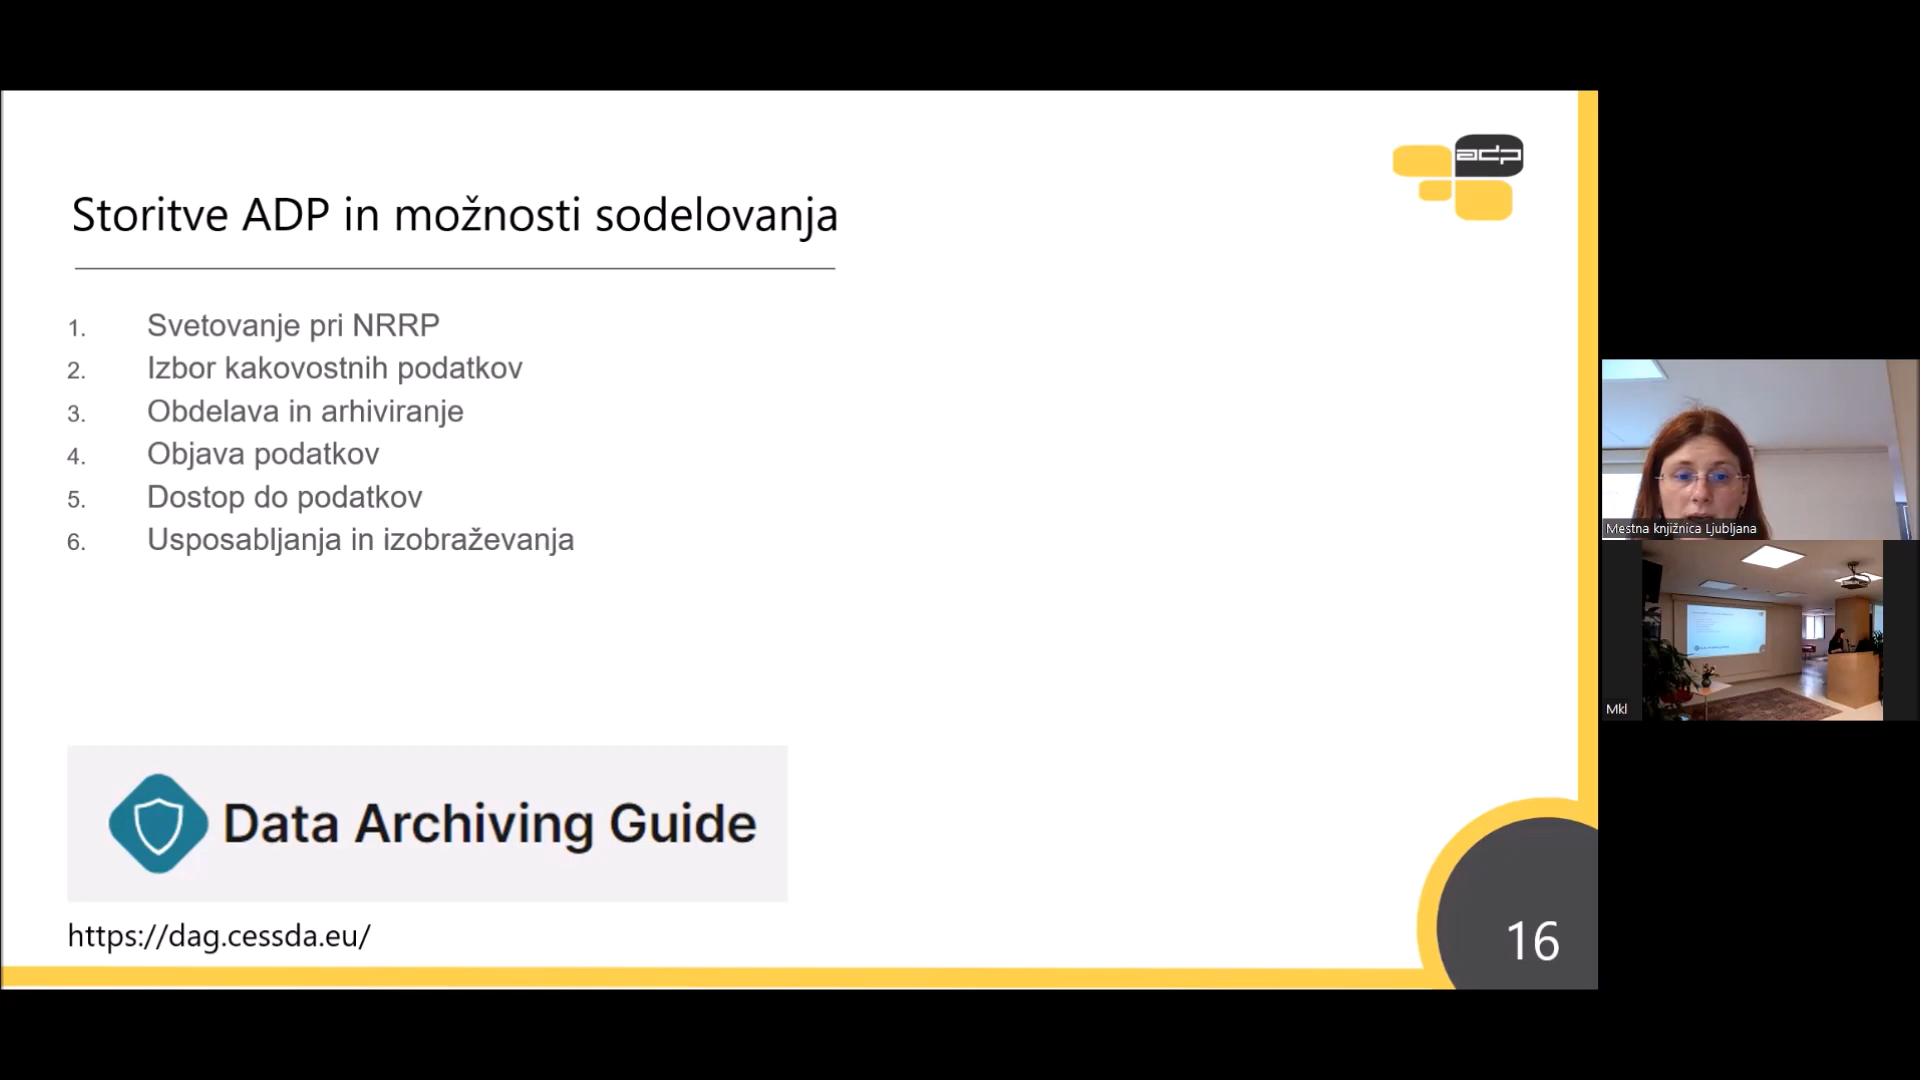 adp
Storitve ADP in možnosti sodelovanja
1. Svetovanje pri NRRP
2. Izbor kakovostnih podatkov
3. Obdelava in arhiviranje
4. Objava podatkov
5. Dostop do podatkov
6. Usposabljanja in izobraževanja
Data Archiving Guide
https://dag.cessda.eu/
16
Mestna knjižnica Ljubljana
Mkl